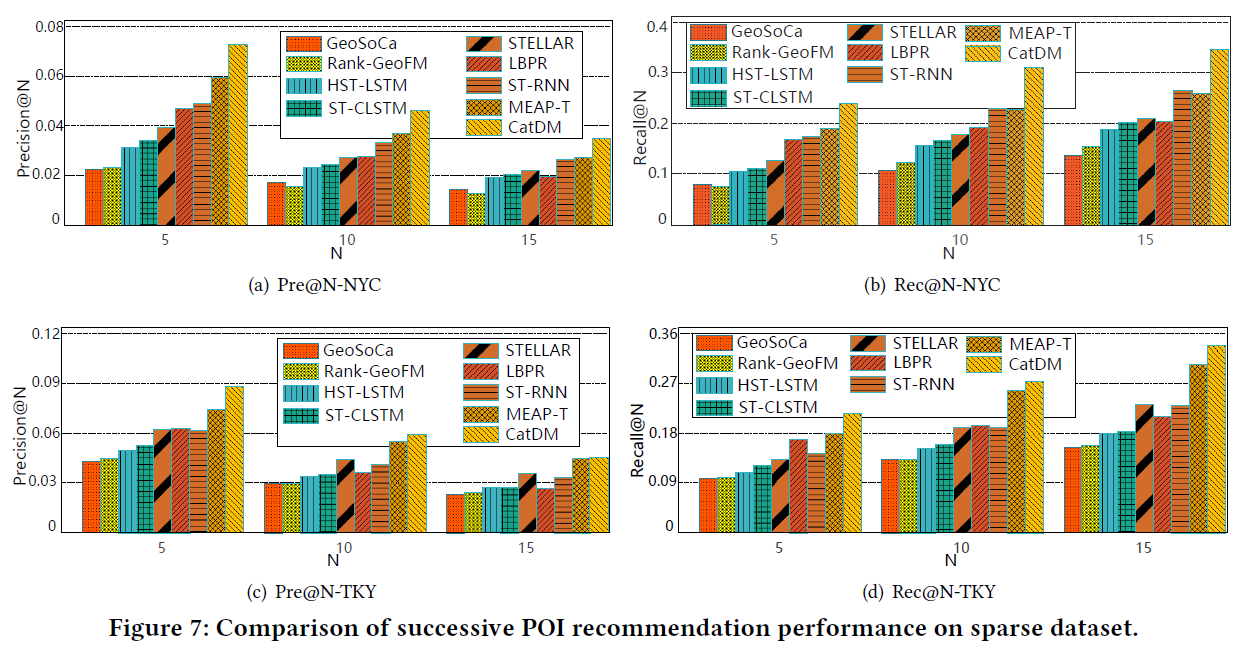 0.08
0.06
0.04
0.02
0
Precision@N
GeoSoCa
Rank-GeoFM
HST-LSTM
ST-CLSTM
STELLAR
LBPR
ST-RNN
MEAP-T
CatDM
5
10
15
N
(a) Pre@N-NYC
0.4
0.3
0.2
0.1
0
Recall@N
GeoSoCa
Rank-GeoFM
HST-LSTM
ST-CLSTM
STELLAR
LBPR
ST-RNN
MEAP-T
CatDM
5
10
15
N
(b) Rec@N-NYC
0.12
0.09
0.06
0.03
0
Precision@N
GeoSoCa
Rank-GeoFM
HST-LSTM
ST-CLSTM
STELLAR
LBPR
ST-RNN
MEAP-T
CatDM
5
10
15
N
(c) Pre@N-TKY
0.36
0.27
0.18
0.09
0
Recall@N
GeoSoCa
Rank-GeoFM
HST-LSTM
ST-CLSTM
STELLAR
LBPR
ST-RNN
MEAP-T
CatDM
5
10
15
N
(d) Rec@N-TKY
Figure 7: Comparison of successive POI recommendation performance on sparse dataset.